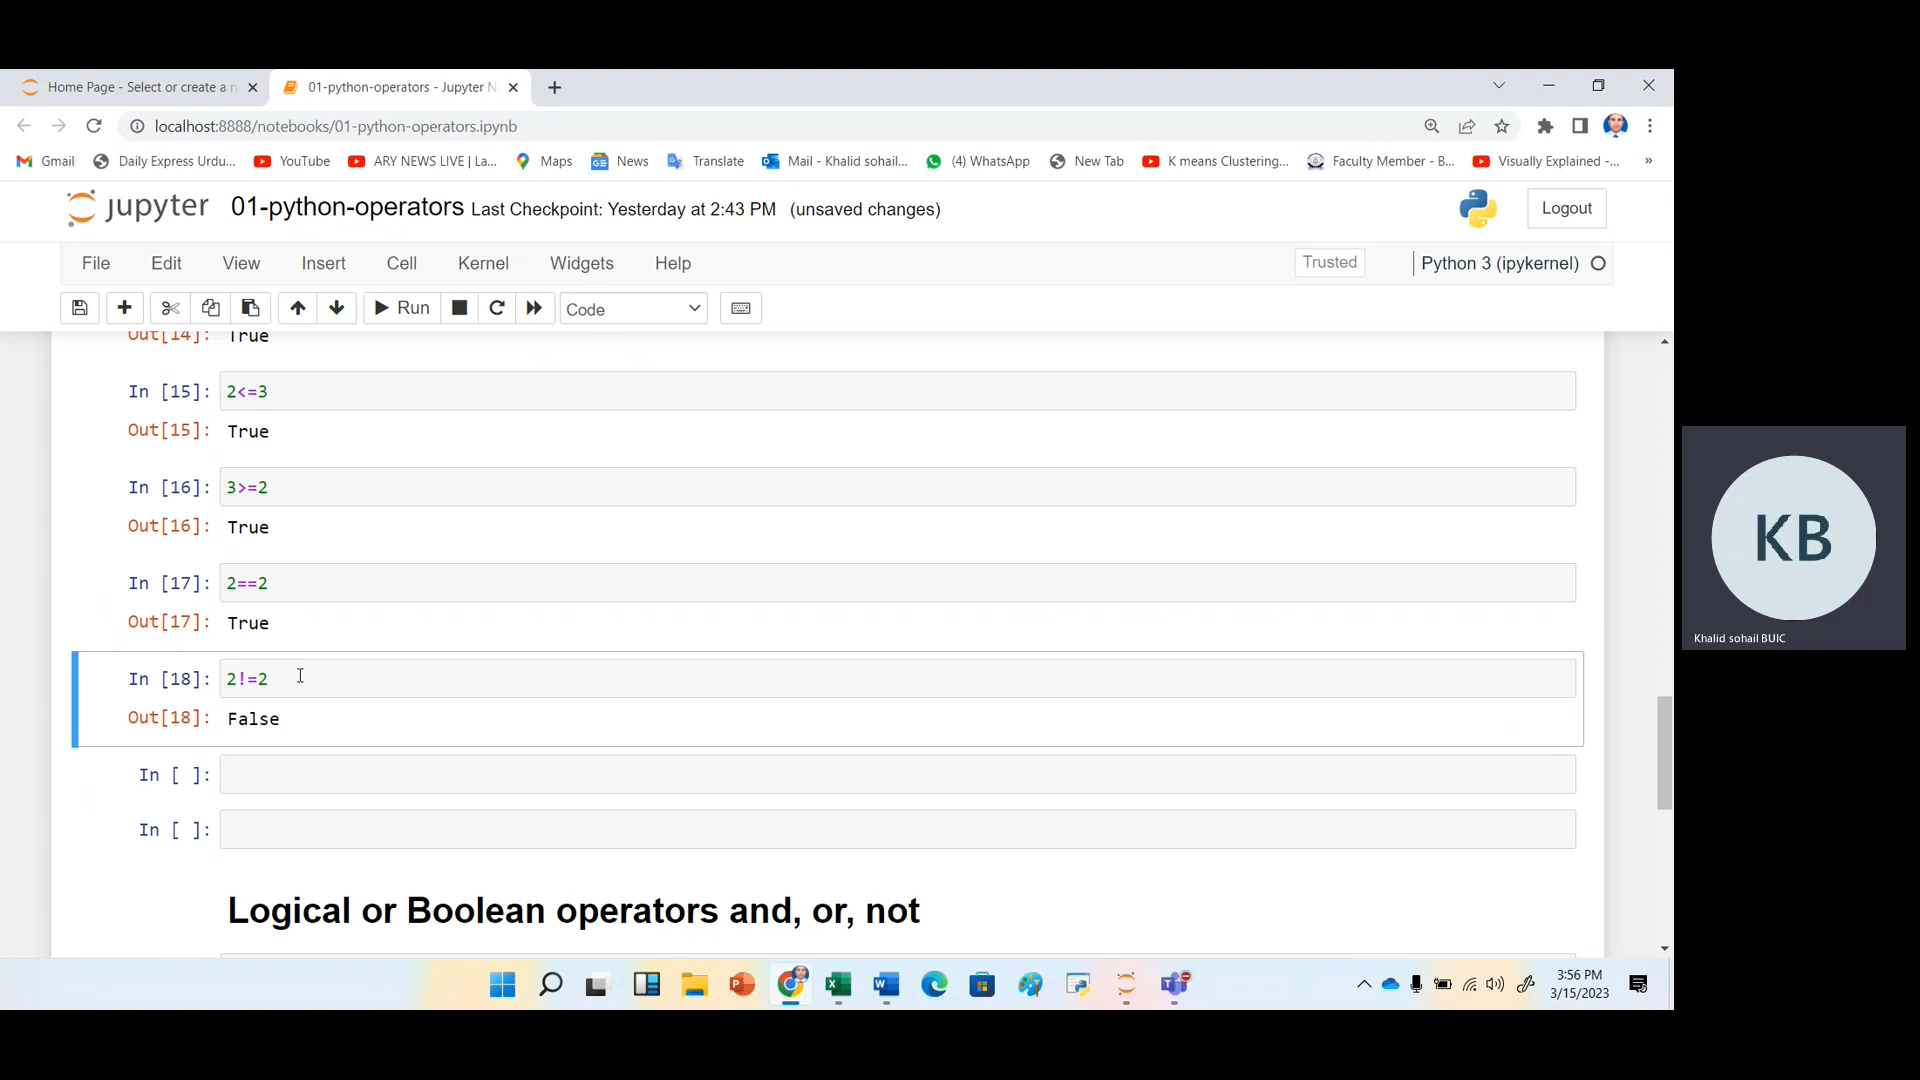 Home Page - Select or create a n
01-python-operators - Jupyter N
localhost:8888/notebooks/01-python-operators.ipynb
Gmail
Daily Express Urdu...
YouTube
ARY NEWS LIVE | La...
Maps
News
Translate
Mail - Khalid sohail...
(4) WhatsApp
New Tab
K means Clustering...
Faculty Member - B...
Visually Explained -...
»
jupyter 01-python-operators Last Checkpoint: Yesterday at 2:43 PM (unsaved changes)
Logout
File Edit View Insert Cell Kernel Widgets Help
Trusted
Python 3 (ipykernel)
Run
Code
Out[14]: True
In [15]: 2<=3
Out[15]: True
In [16]: 3>=2
Out[16]: True
In [17]: 2==2
Out[17]: True
In [18]: 2!=2
Out[18]: False
In [ ]:
In [ ]:
Logical or Boolean operators and, or, not
KB
Khalid sohail BUIC
3:56 PM
3/15/2023